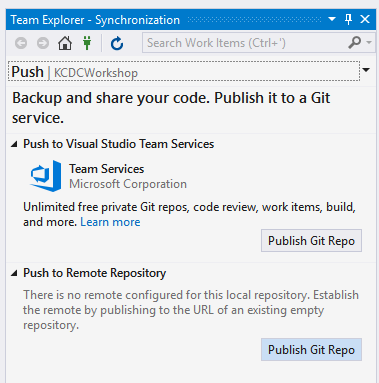 Team Explorer - Synchronization
Search Work Items (Ctrl+')
Push | KCDCWorkshop
Backup and share your code. Publish it to a Git
service.
Push to Visual Studio Team Services
Team Services
Microsoft Corporation
Unlimited free private Git repos, code review, work items, build,
and more. Learn more
Publish Git Repo
Push to Remote Repository
There is no remote configured for this local repository. Establish
the remote by publishing to the URL of an existing empty
repository.
Publish Git Repo